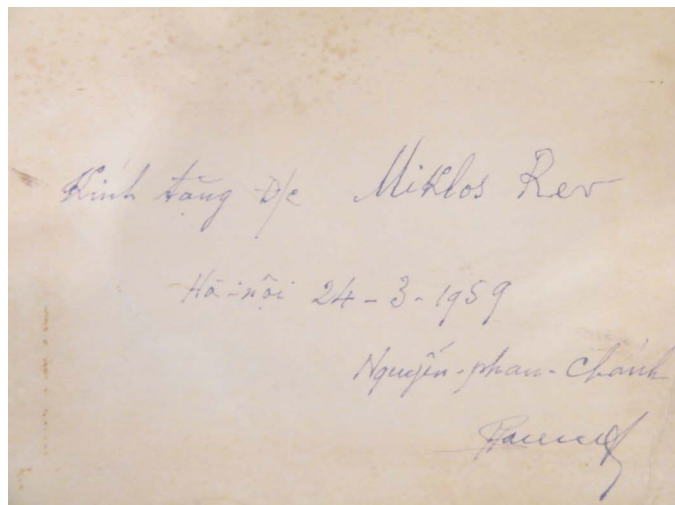 Kính tặng Đ/c Miklos Rev
Hà-nội 24-3-1959
Nguyễn-phan-Chánh